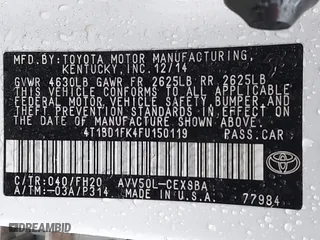 MFD.BY: TOYOTA MOTOR MANUFACTURING,
KENTUCKY, INC. 12/14
GVWR 4630LB GAWR FR 2625LB RR 2625LB
THIS VEHICLE CONFORMS TO ALL APPLICABLE
FEDERAL MOTOR VEHICLE SAFETY, BUMPER, AND
THEFT PREVENTION STANDARDS IN EFFECT ON
THE DATE OF MANUFACTURE SHOWN ABOVE.
4T1BD1FK4FU150119 PASS.CAR
C/TR:040/FH20 AVV50L-CEXSBA
A/TM:-03A/P314 MADE IN U.S.A.
77984
TOYOTA
DREAMBID